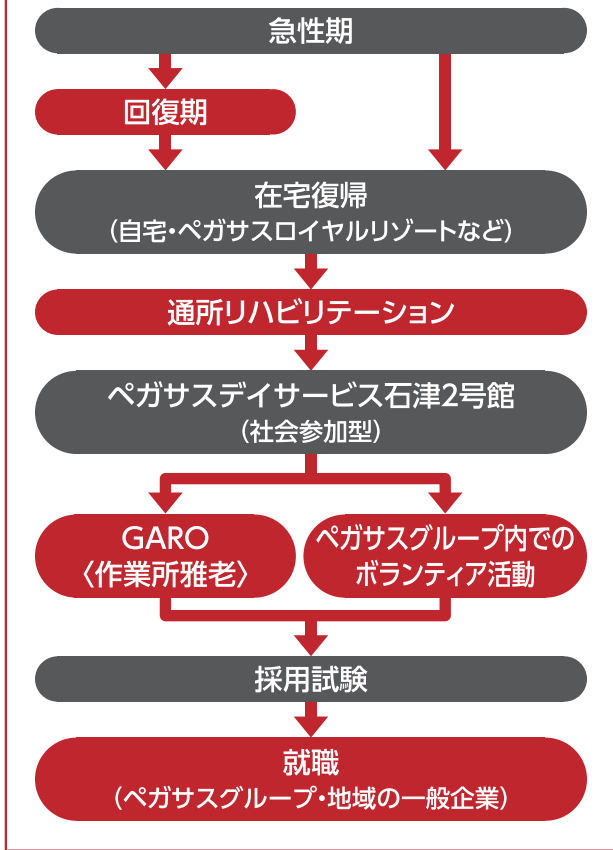 急性期
回復期
在宅復帰
（自宅・ペガサスロイヤルリゾートなど）
通所リハビリテーション
ペガサスデイサービス石津2号館
（社会参加型）
GARO
〈作業所雅老〉
ペガサスグループ内での
ボランティア活動
採用試験
就職
（ペガサスグループ・地域の一般企業）